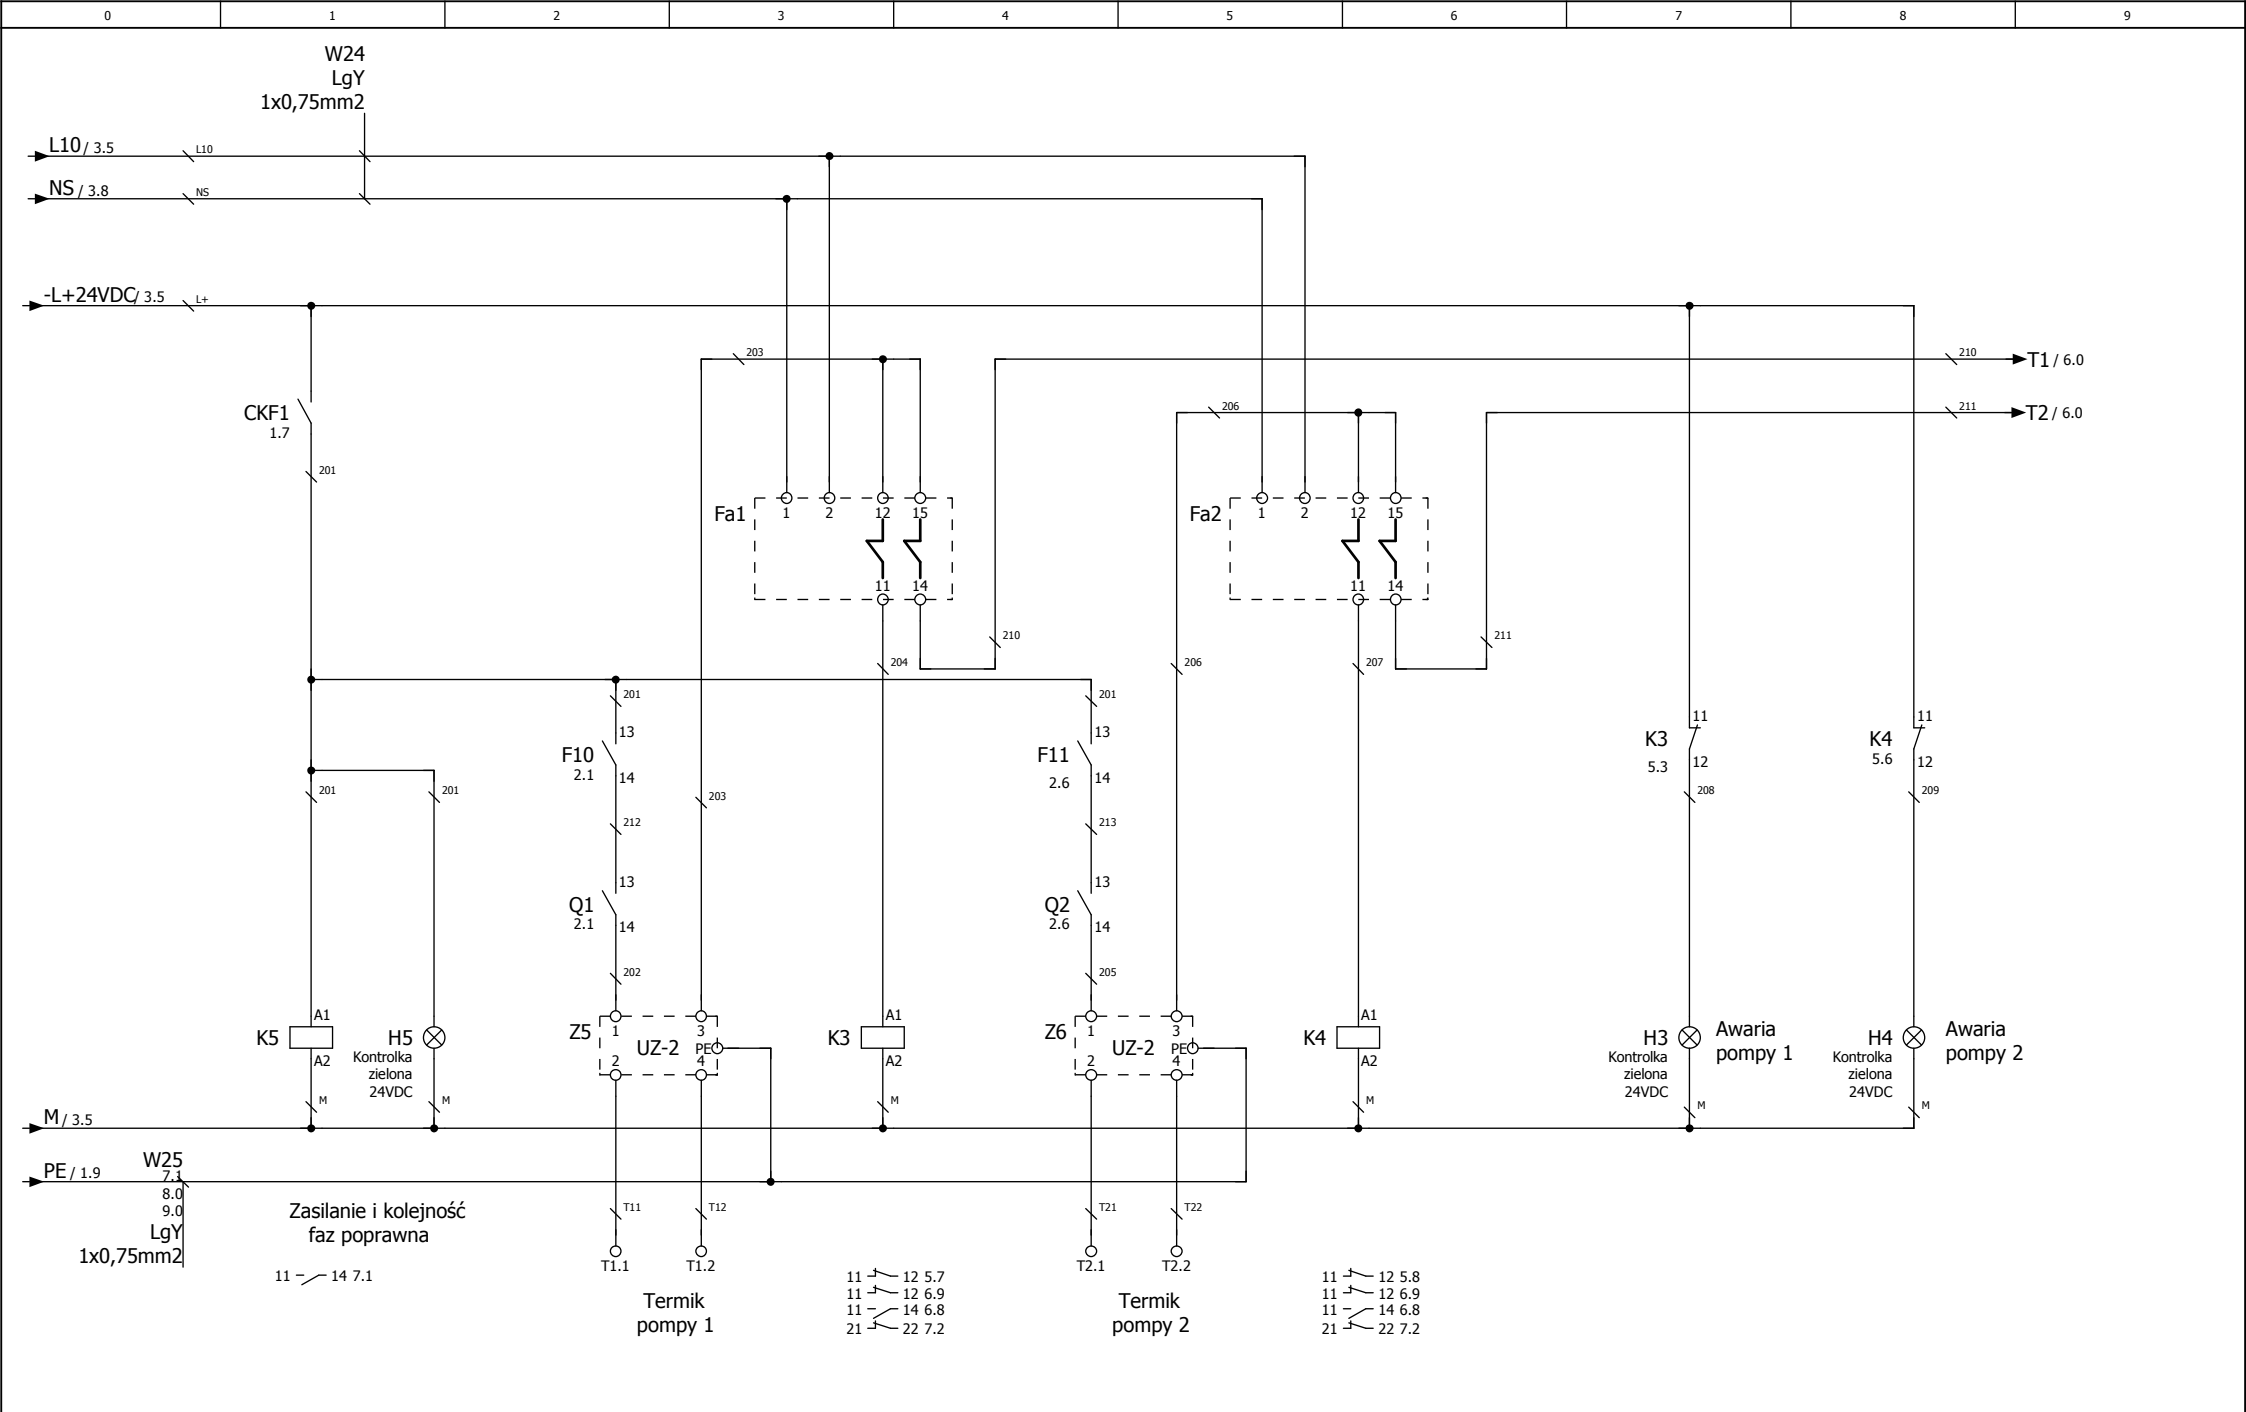 0 1 2 3 4 5 6 7 8 9
W24
LgY
1x0,75mm2
L10 / 3.5 L10
NS / 3.8 NS
-L+24VDC / 3.5 L+
203
210 T1 / 6.0
CKF1
1.7
206
211 T2 / 6.0
201
Fa1 1 2 12 15
11 14
Fa2 1 2 12 15
11 14
210
211
204
206
207
201
201
13
F10
2.1
14
13
F11
2.6
14
11
K3
5.3
12
11
K4
5.6
12
201
201
203
208
209
212
213
13
Q1
2.1
14
13
Q2
2.6
14
202
205
K5 A1
A2
H5
Kontrolka
zielona
24VDC
Z5 1 3
UZ-2 PE
2 4
K3 A1
A2
Z6 1 3
UZ-2 PE
2 4
K4 A1
A2
H3
Kontrolka
zielona
24VDC
Awaria
pompy 1
H4
Kontrolka
zielona
24VDC
Awaria
pompy 2
M M M M M M
M / 3.5
PE / 1.9
W25
7.1
8.0
9.0
LgY
1x0,75mm2
Zasilanie i kolejność
faz poprawna
11 14 7.1
T11 T12
T1.1 T1.2
Termik
pompy 1
11 12 5.7
11 12 6.9
11 14 6.8
21 22 7.2
T21 T22
T2.1 T2.2
Termik
pompy 2
11 12 5.8
11 12 6.9
11 14 6.8
21 22 7.2